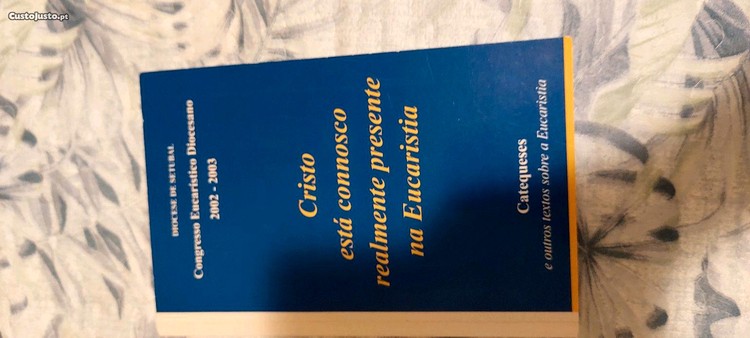 CustoJusto.pt
DIOCESE DE SETUBAL
Congresso Eucarístico Diocesano
2002 - 2003
Cristo
está connosco
realmente presente
na Eucaristia
Catequeses
e outros textos sobre a Eucaristia